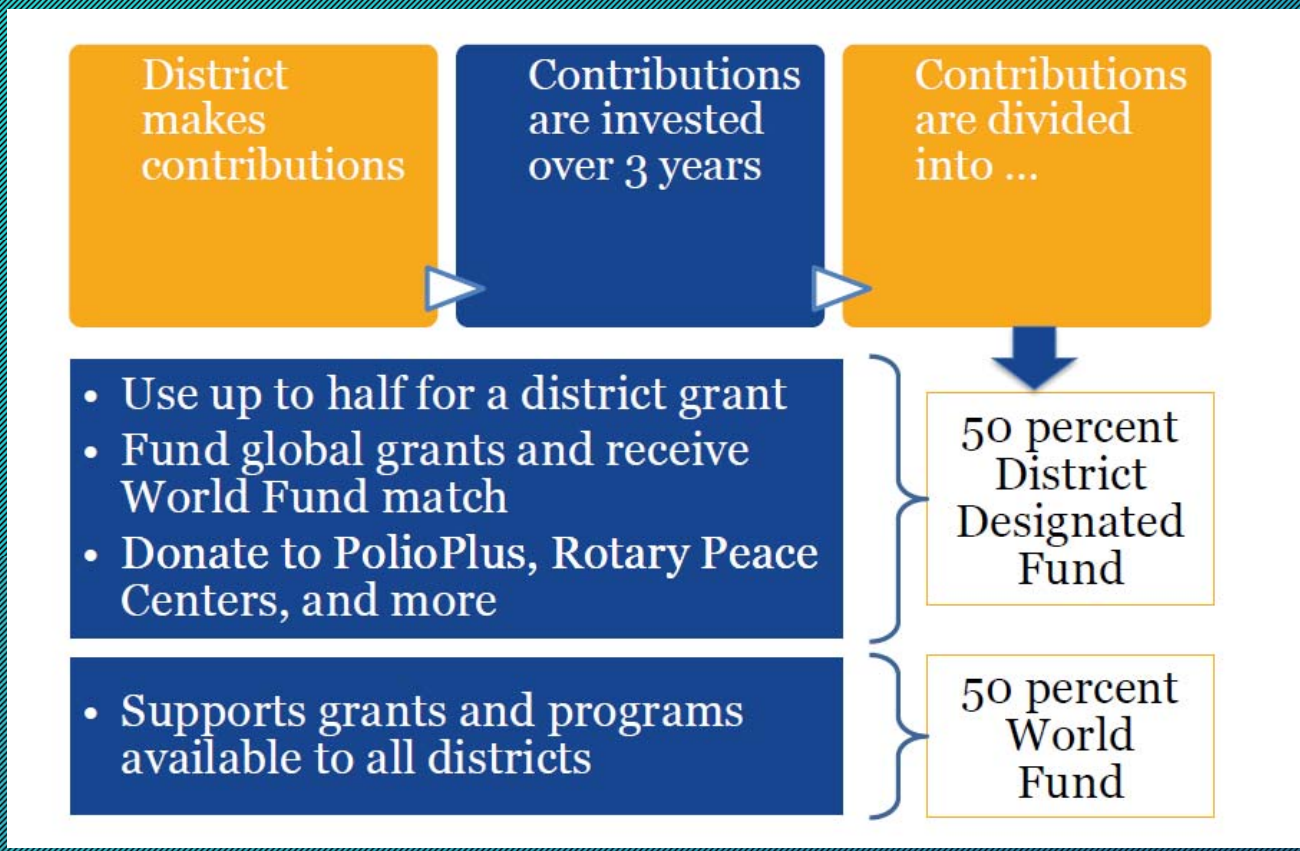 District
makes
contributions
Contributions
are invested
over 3 years
Contributions
are divided
into ...
• Use up to half for a district grant
• Fund global grants and receive
World Fund match
• Donate to PolioPlus, Rotary Peace
Centers, and more
50 percent
District
Designated
Fund
• Supports grants and programs
available to all districts
50 percent
World
Fund